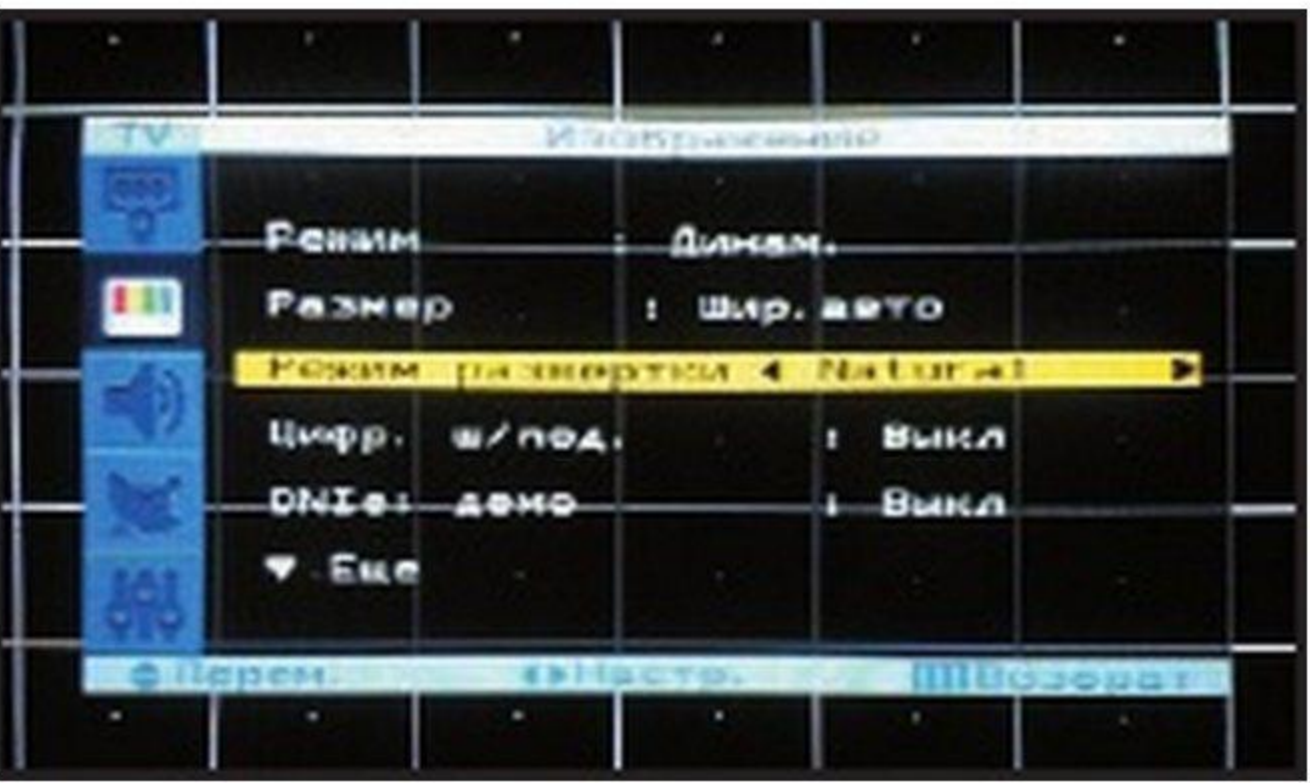 TV Изображение
Режим : Динам.
Размер : Шир.авто
Режим развертки ◄ Natural ►
Цифр. ш/под. : Выкл
DNIe: демо : Выкл
▼ Еще
Перем. Настр. Возврат